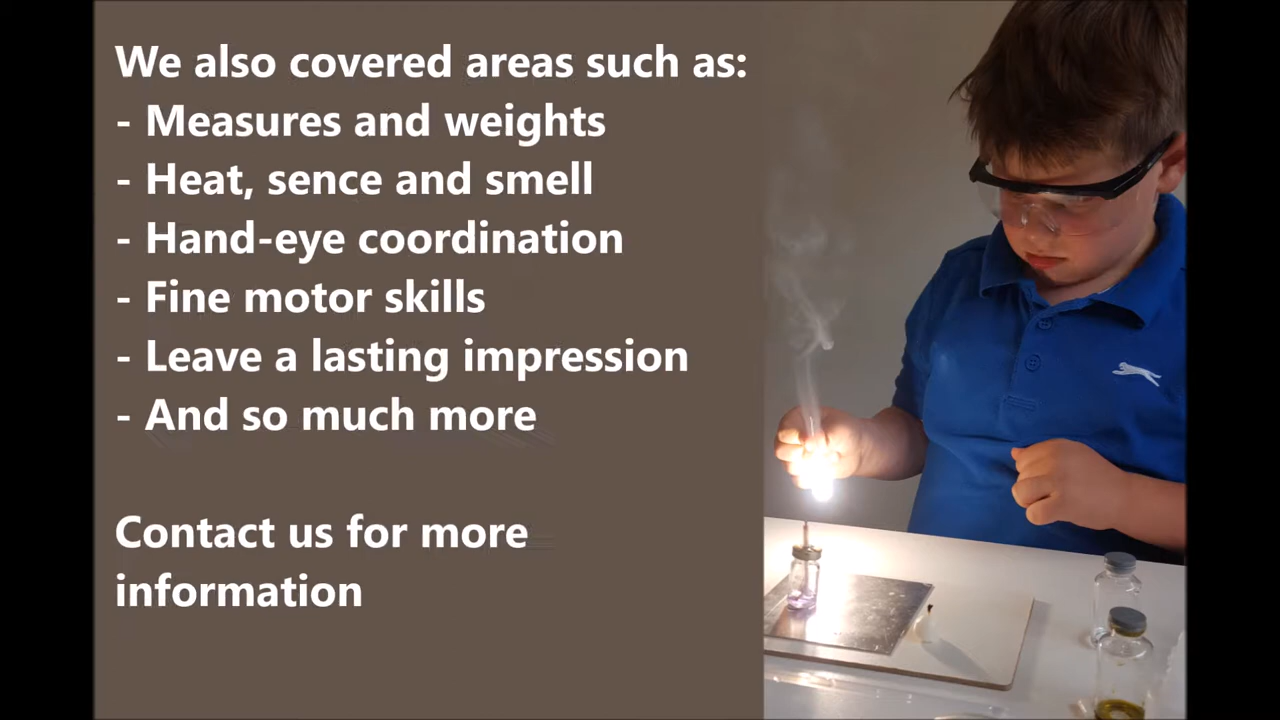 We also covered areas such as:
- Measures and weights
- Heat, sence and smell
- Hand-eye coordination
- Fine motor skills
- Leave a lasting impression
- And so much more
Contact us for more
information